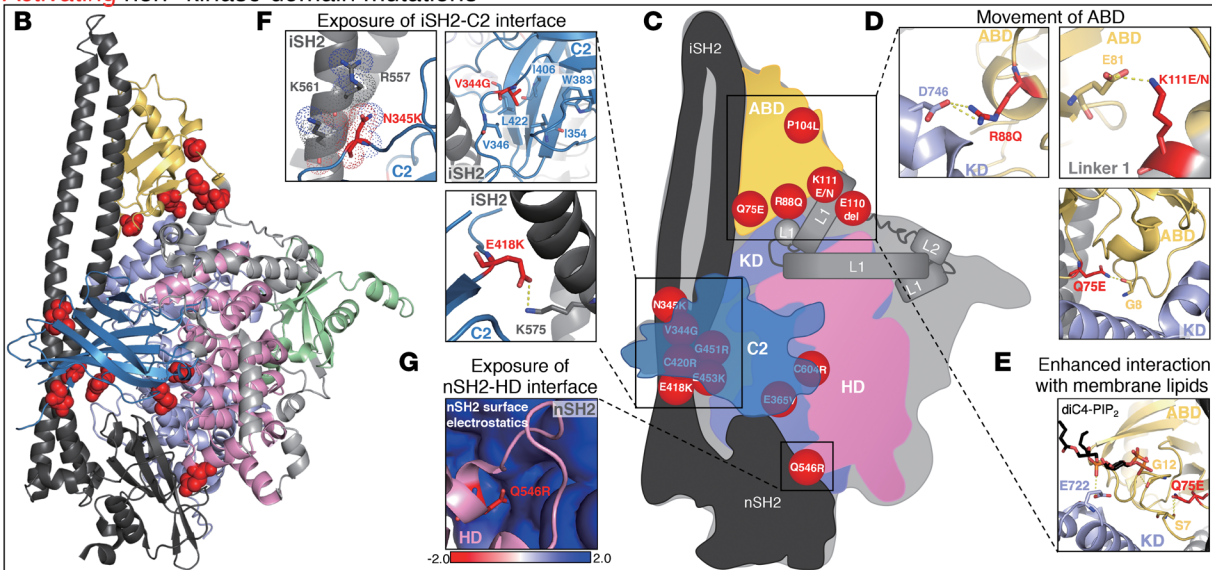 Activating non-kinase domain mutations
B
F
Exposure of iSH2-C2 interface
iSH2
R557
K561
N345K
C2
C2
I406
V344G
W383
L422
V346
I354
iSH2
iSH2
E418K
K575
C2
G
Exposure of
nSH2-HD interface
nSH2 surface
electrostatics
nSH2
Q546R
HD
-2.0
2.0
C
iSH2
ABD
P104L
K111
E/N
Q75E
R88Q
E110
del
L1
L1
L2
KD
L1
L1
N345K
V344G
G451R
C2
C420R
E453K
C604R
E418K
E365V
HD
Q546R
nSH2
D
Movement of ABD
ABD
D746
R88Q
KD
ABD
E81
K111E/N
Linker 1
ABD
Q75E
G8
KD
E
Enhanced interaction
with membrane lipids
diC4-PIP2
ABD
G12
E722
Q75E
S7
KD